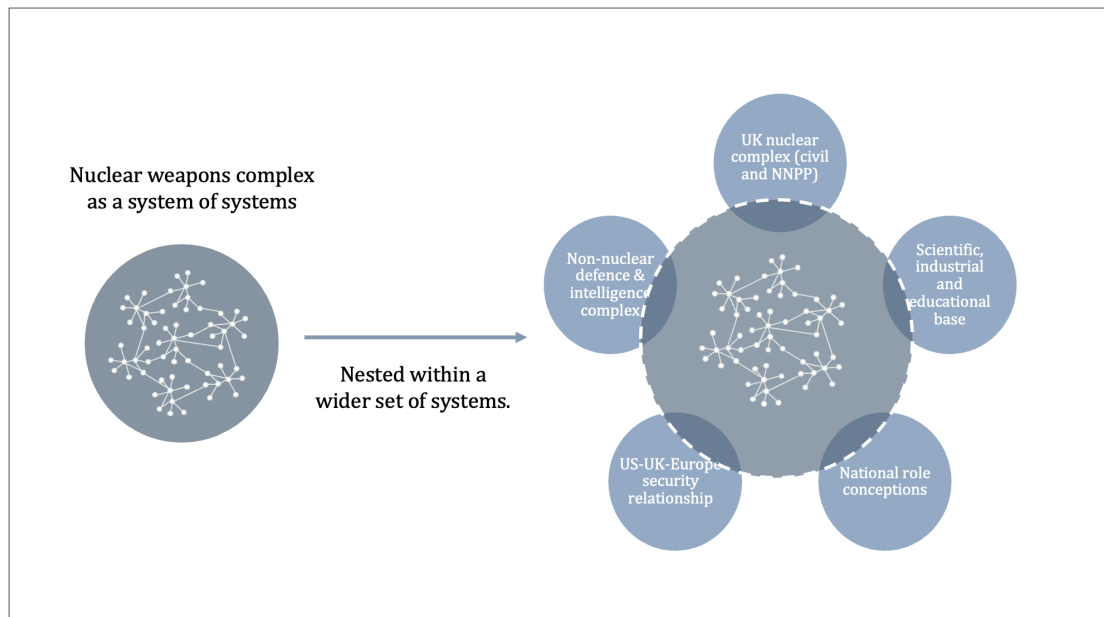 Nuclear weapons complex
as a system of systems
Nested within a
wider set of systems.
UK nuclear
complex (civil
and NNPP)
Non-nuclear
defence &
intelligence
complex
Scientific,
industrial
and
educational
base
US-UK-Europe
security
relationship
National role
conceptions